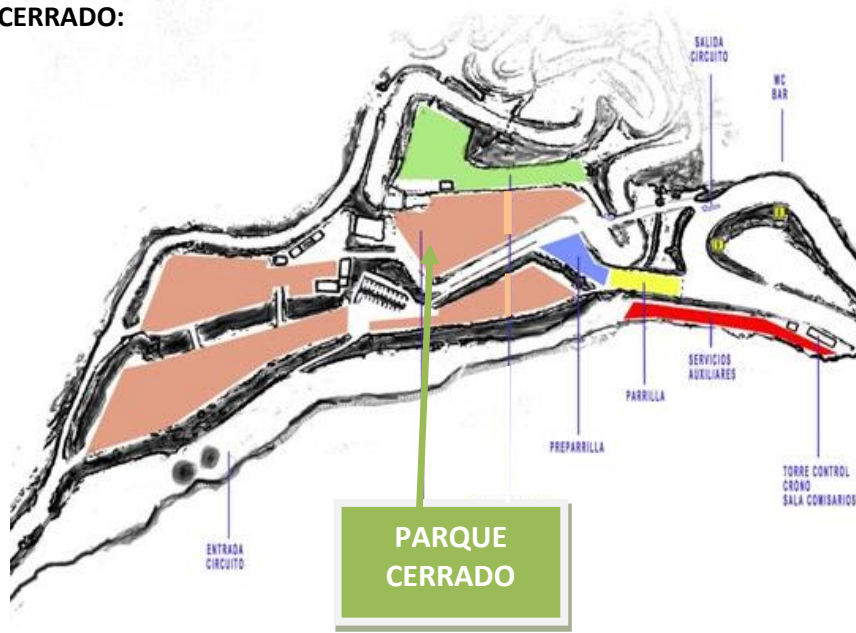 CERRADO:
SALIDA
CIRCUITO
WC
BAR
SERVICIOS
AUXILIARES
PARRILLA
PREPARRILLA
TORRE CONTROL
CRONO
SALA COMISARIOS
ENTRADA
CIRCUITO
PARQUE
CERRADO